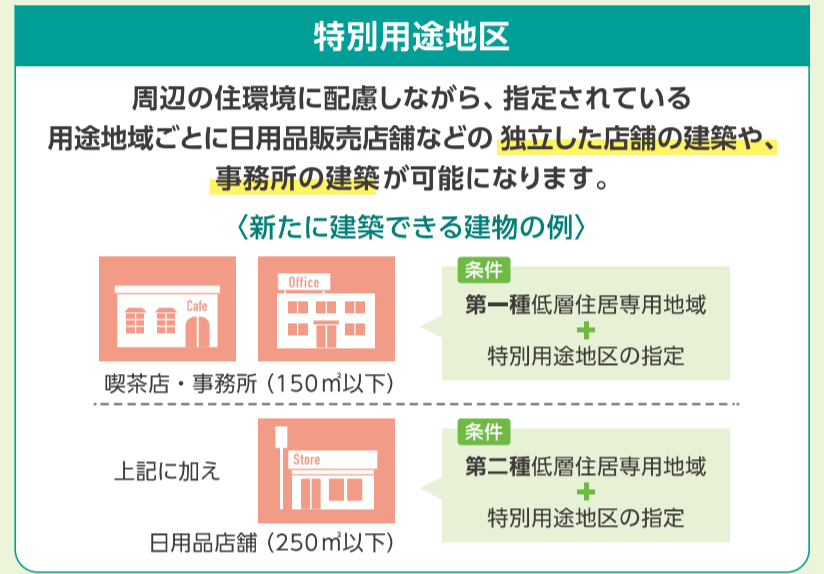 特別用途地区
周辺の住環境に配慮しながら、指定されている
用途地域ごとに日用品販売店舗などの 独立した店舗の建築や、
事務所の建築が可能になります。
〈新たに建築できる建物の例〉
Cafe
Office
喫茶店・事務所（150㎡以下）
条件
第一種低層住居専用地域
+
特別用途地区の指定
上記に加え
Store
日用品店舗（250㎡以下）
条件
第二種低層住居専用地域
+
特別用途地区の指定